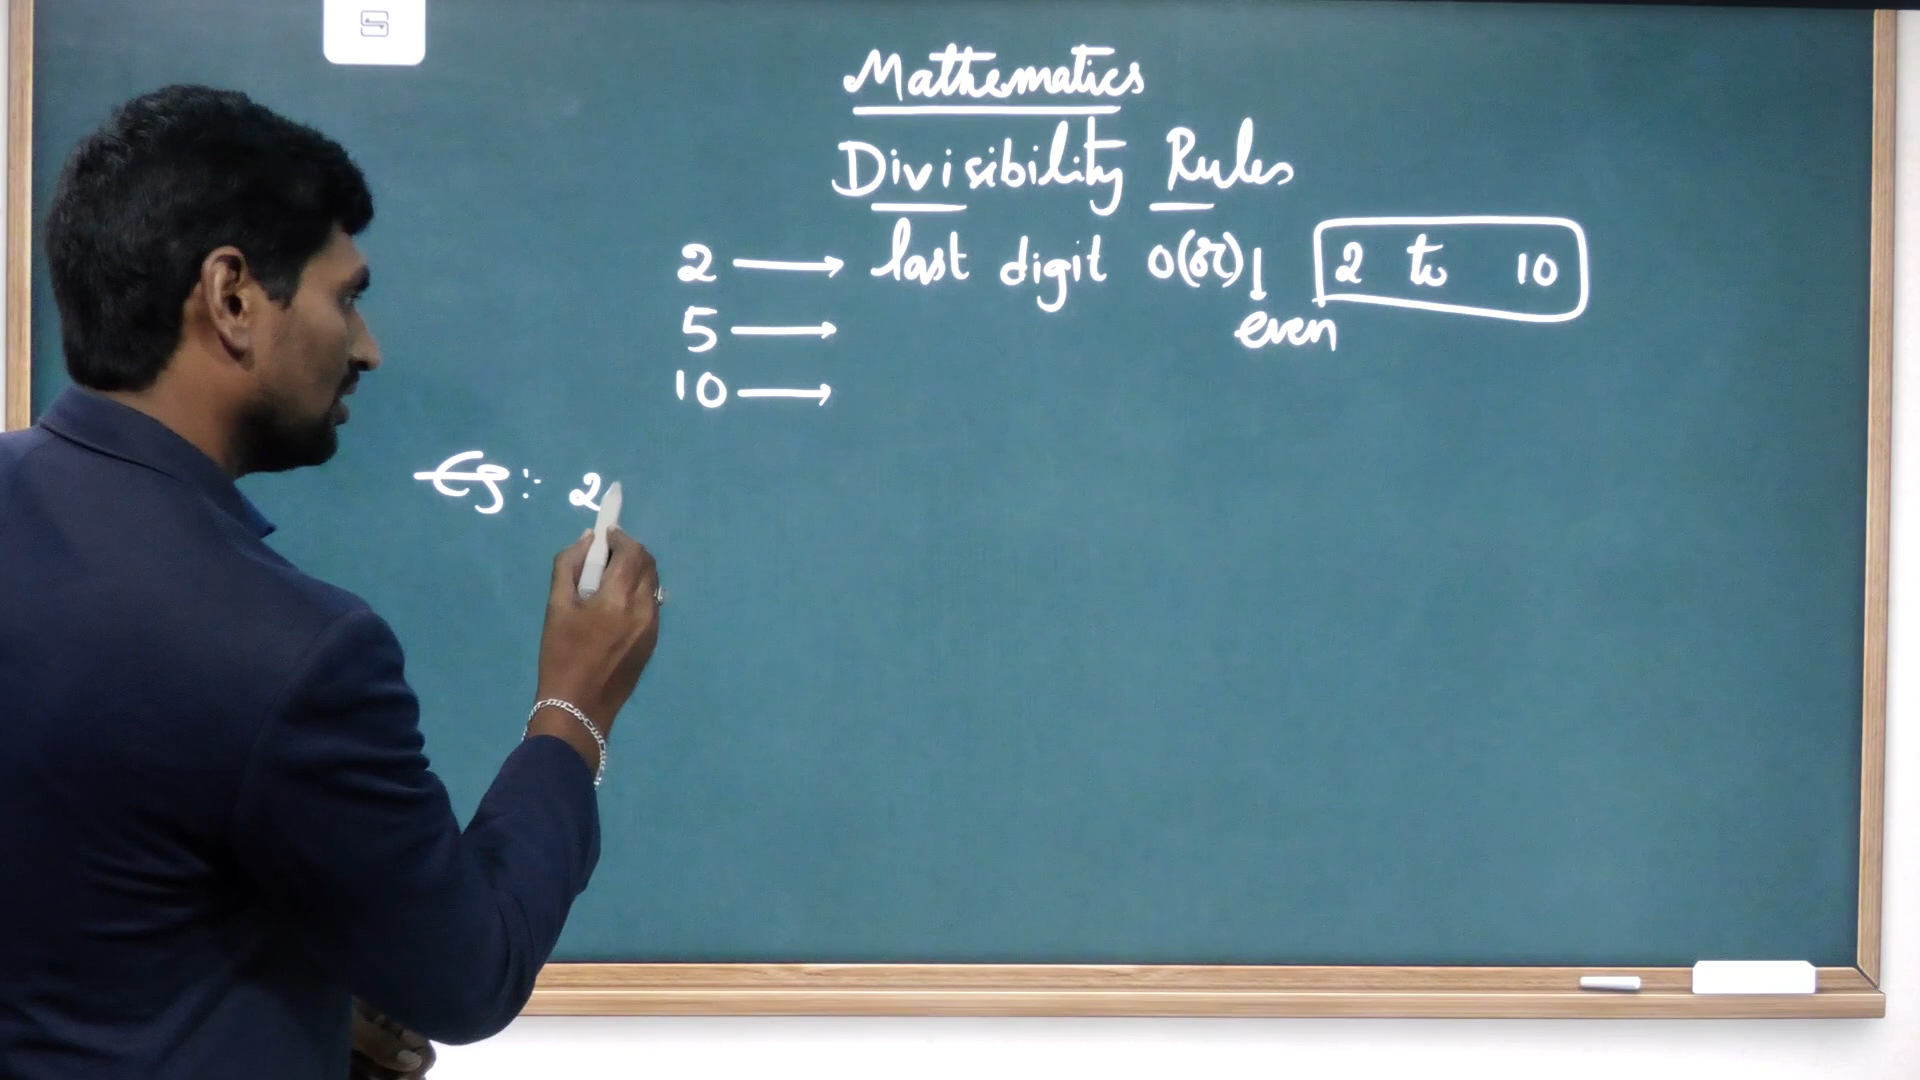 Mathematics
Divisibility Rules
2 → last digit 0(or)↓ 2 to 10
even
5 →
10 →
Eg:- 2